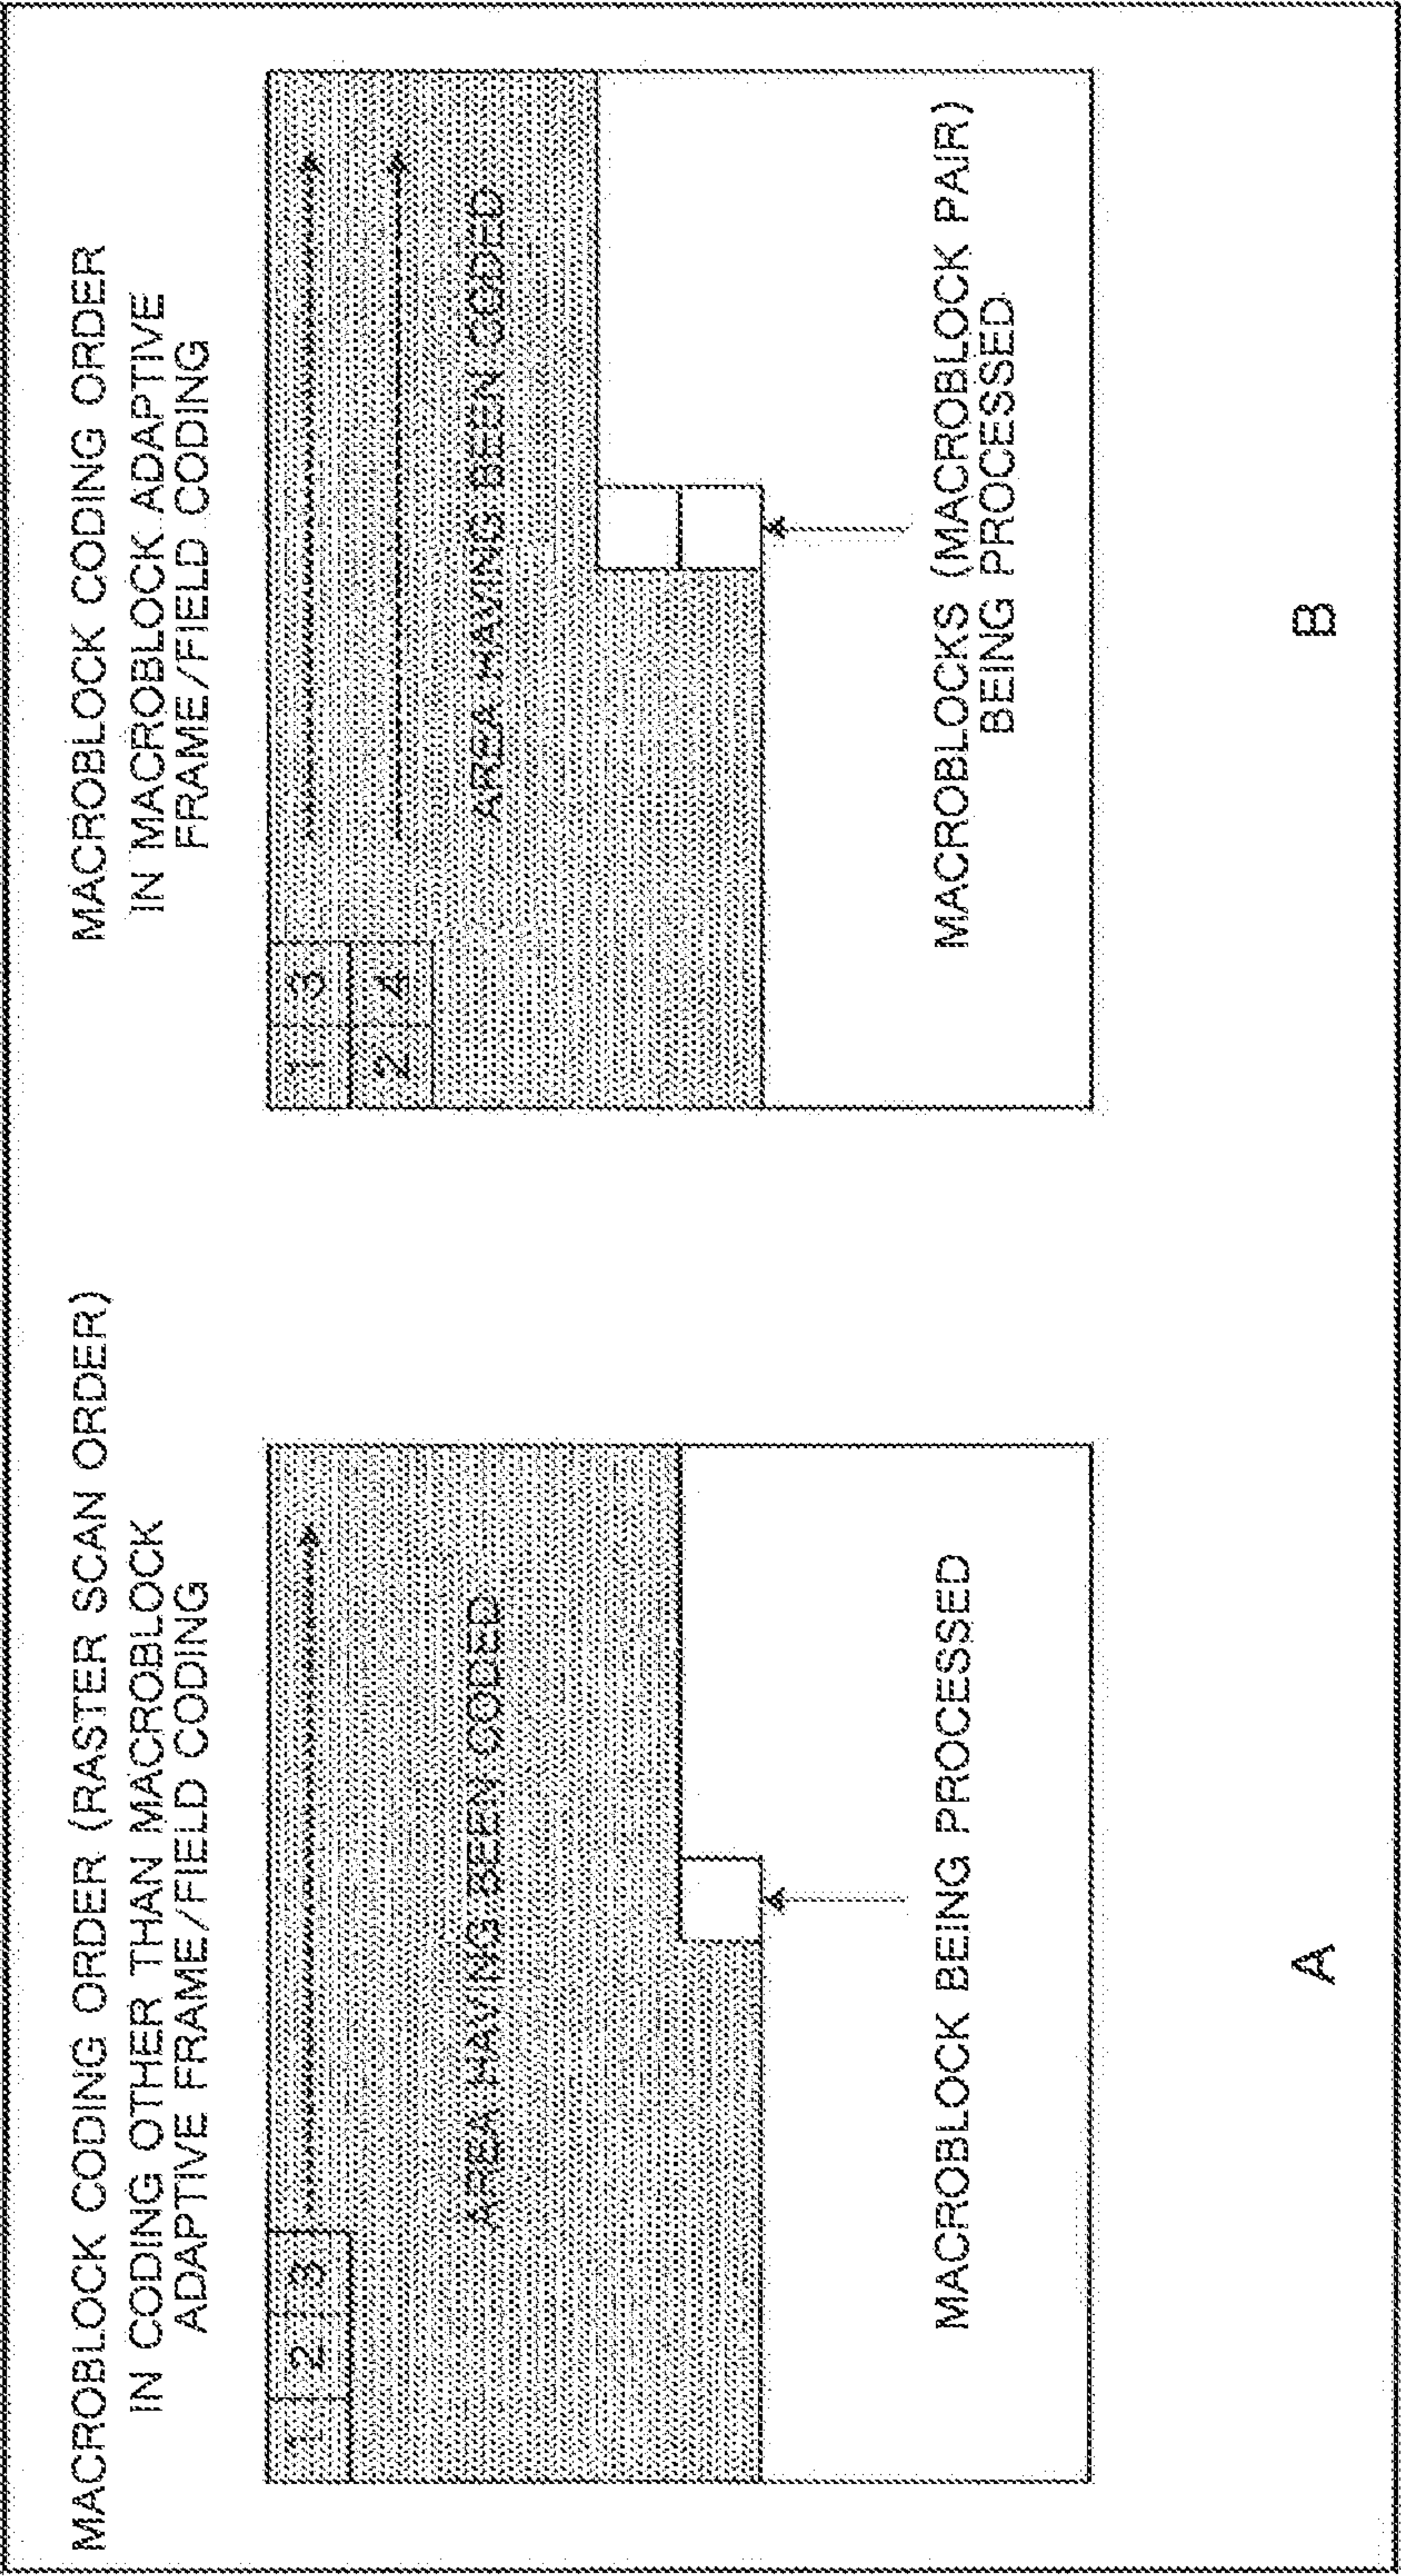 MACROBLOCK CODING ORDER (RASTER SCAN ORDER)
IN CODING OTHER THAN MACROBLOCK
ADAPTIVE FRAME/FIELD CODING
1 2 3
AREA HAVING BEEN CODED
MACROBLOCK BEING PROCESSED
A
MACROBLOCK CODING ORDER
IN MACROBLOCK ADAPTIVE
FRAME/FIELD CODING
1 3
2 4
AREA HAVING BEEN CODED
MACROBLOCKS (MACROBLOCK PAIR)
BEING PROCESSED
B